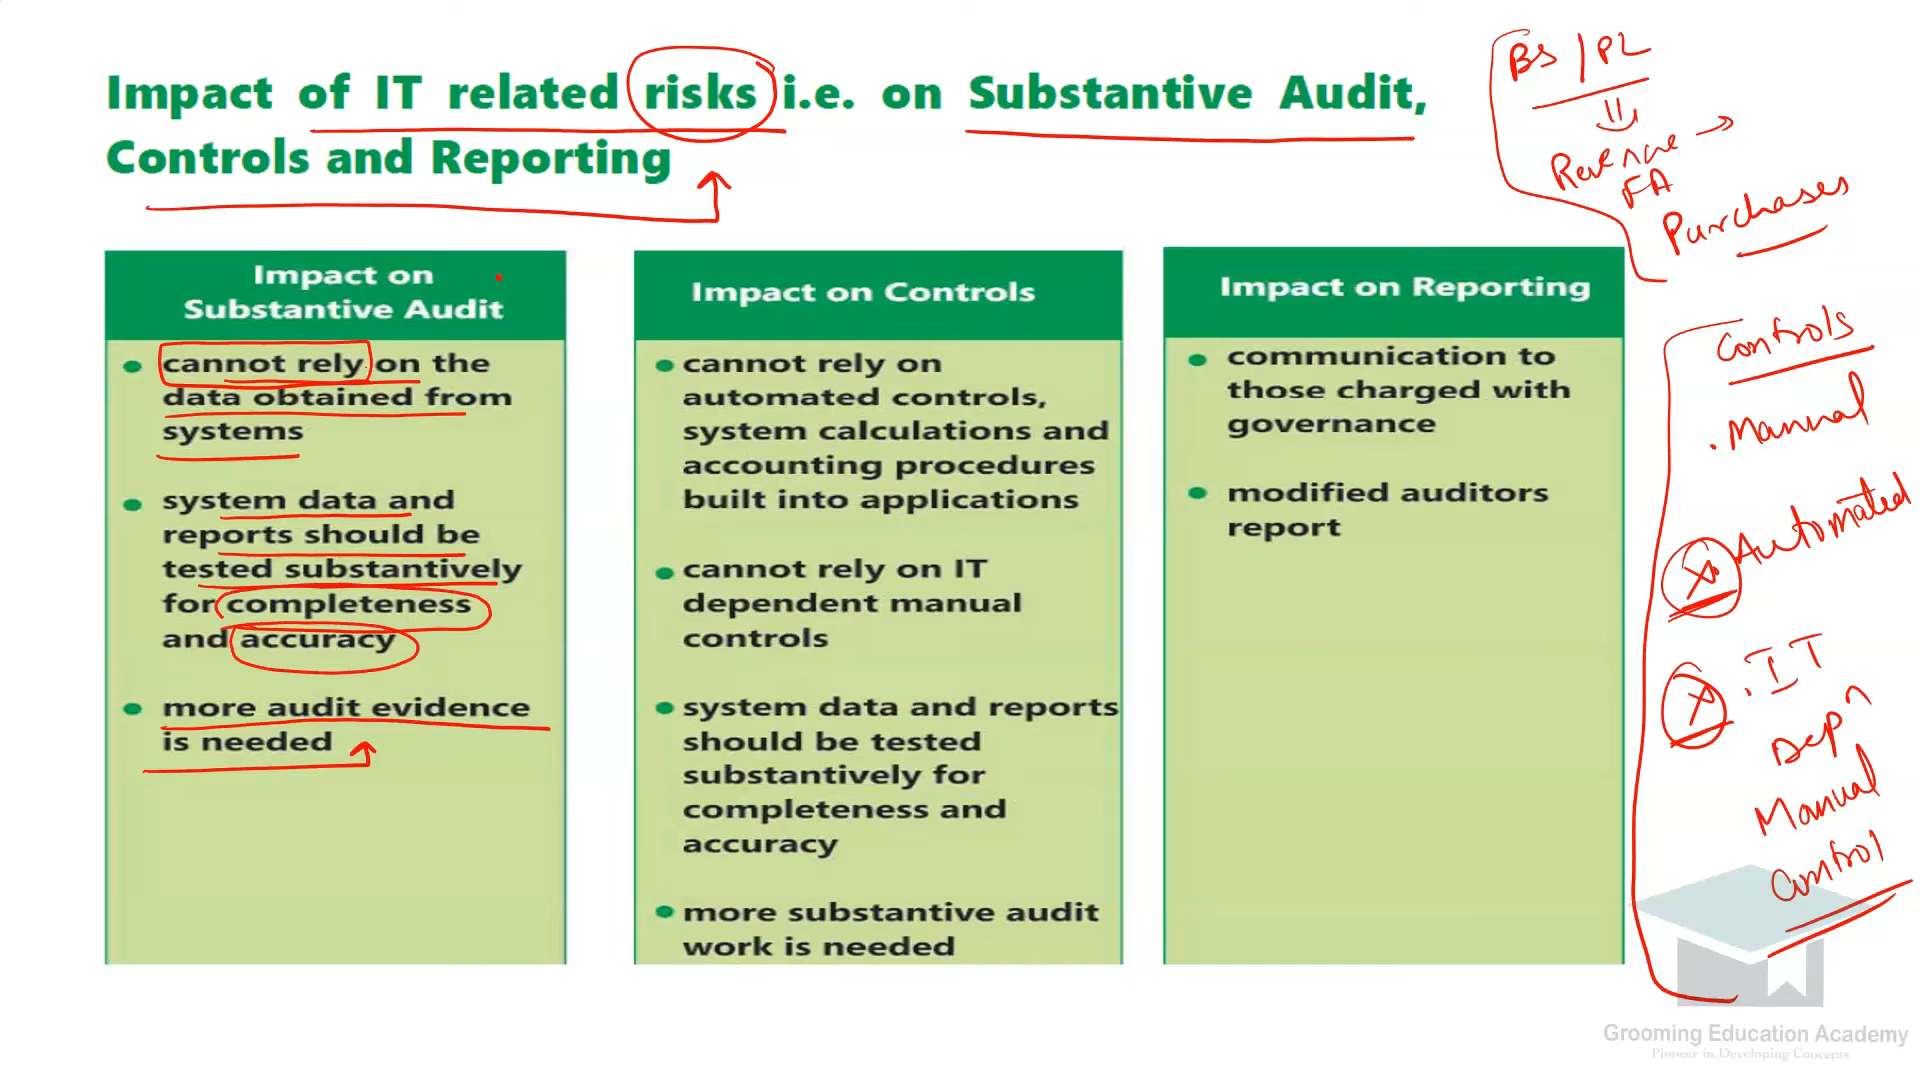 Impact of IT related risks i.e. on Substantive Audit,
Controls and Reporting
Impact on
Substantive Audit
cannot rely on the
data obtained from
systems
system data and
reports should be
tested substantively
for completeness
and accuracy
more audit evidence
is needed
Impact on Controls
cannot rely on
automated controls,
system calculations and
accounting procedures
built into applications
cannot rely on IT
dependent manual
controls
system data and reports
should be tested
substantively for
completeness and
accuracy
more substantive audit
work is needed
Impact on Reporting
communication to
those charged with
governance
modified auditors
report
BS / PL
Revenue
FA
Purchases
Controls
Manual
Automated
IT
Dep
Manual
Control
Grooming Education Academy
Pioneer in Developing Concepts